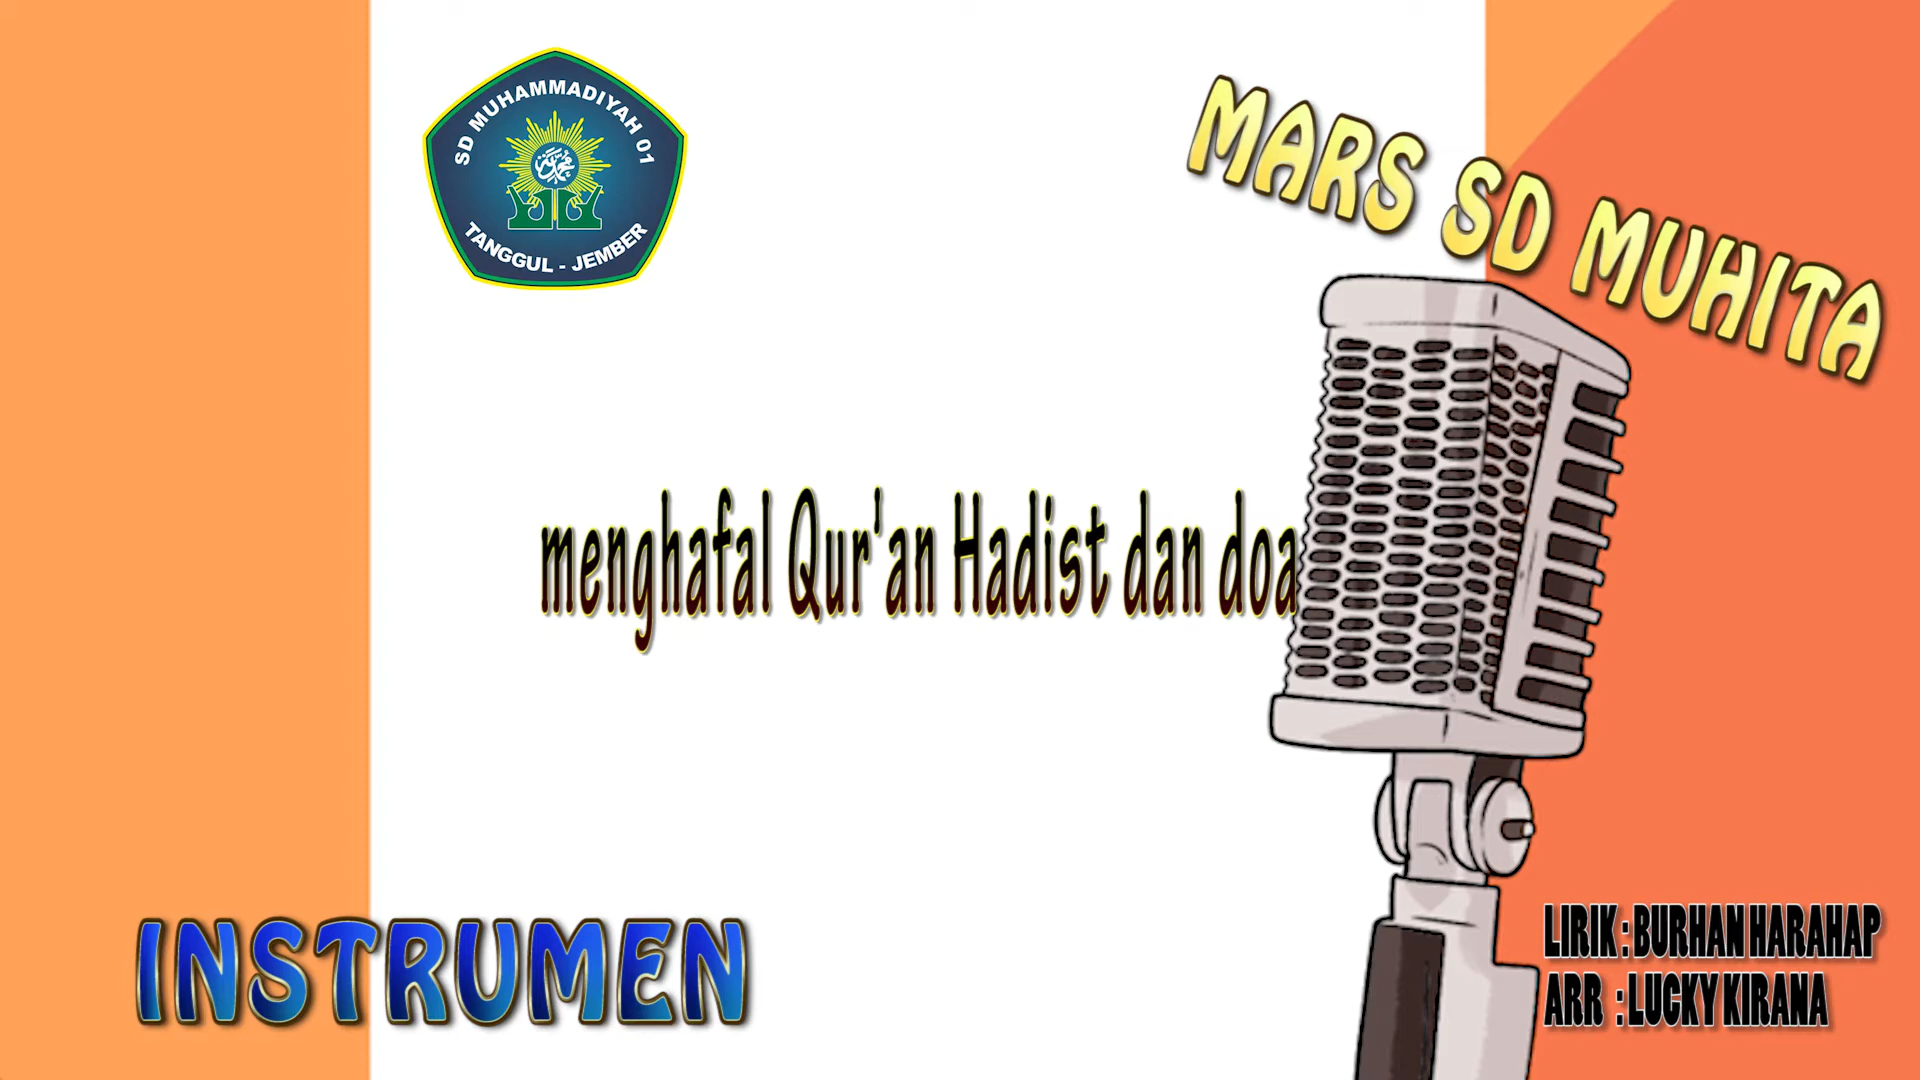 SD MUHAMMADIYAH 01
TANGGUL - JEMBER
MARS SD MUHITA
menghafal Qur'an Hadist dan doa
INSTRUMEN
LIRIK : BURHAN HARAHAP
ARR : LUCKY KIRANA